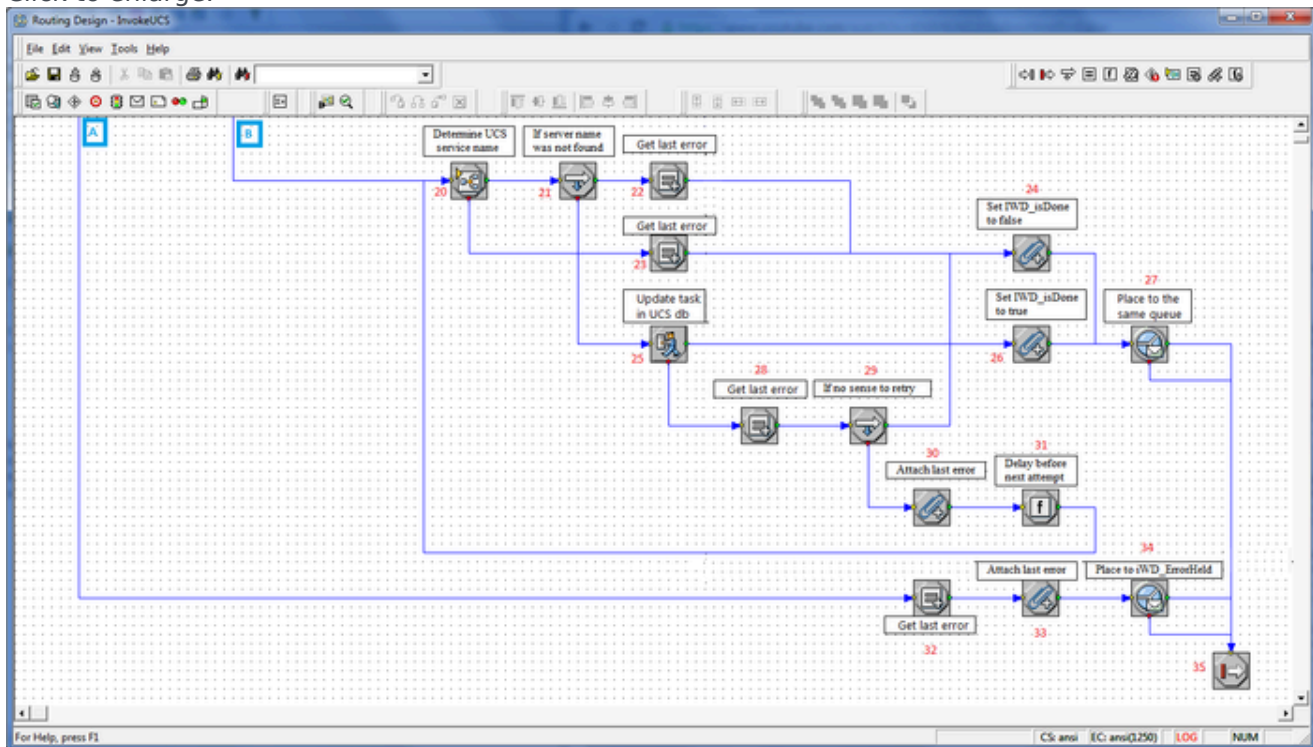 Click to enlarge.
Routing Design - InvokeUCS
File Edit View Tools Help
A
B
Determine UCS
service name
If server name
was not found
Get last error
20
21
22
24
Set IWD_isDone
to false
Get last error
23
27
Update task
in UCS db
Set IWD_isDone
to true
Place to the
same queue
25
26
28
29
Get last error
If no sense to retry
30
31
Attach last error
Delay before
next attempt
34
Attach last error
Place to iWD_ErrorHeld
Get last error
33
32
35
For Help, press F1
CS: ansi
EC: ansi(1250)
LOG
NUM